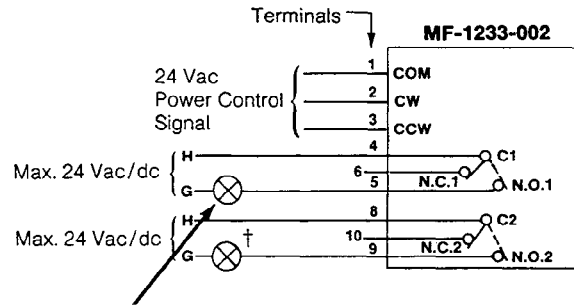 Terminals
MF-1233-002
24 Vac
Power Control
Signal
1 COM
2 CW
3 CCW
Max. 24 Vac/dc
H 4 C1
6 N.C.1
G 5 N.O.1
Max. 24 Vac/dc
H 8 C2
†
10 N.C.2
G 9 N.O.2